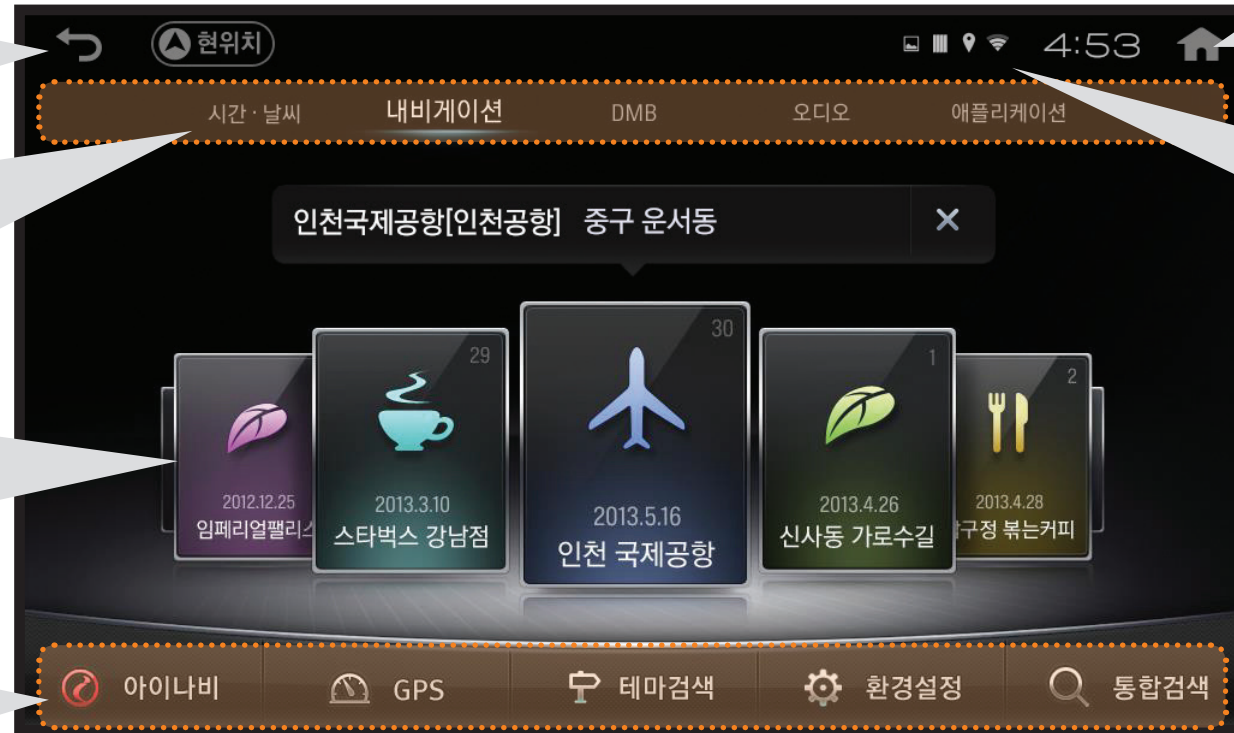 현위치
4:53
시간 · 날씨
내비게이션
DMB
오디오
애플리케이션
인천국제공항[인천공항] 중구 운서동
2012.12.25
임페리얼팰리스
29
2013.3.10
스타벅스 강남점
30
2013.5.16
인천 국제공항
1
2013.4.26
신사동 가로수길
2
2013.4.28
구정 볶는커피
아이나비
GPS
테마검색
환경설정
통합검색